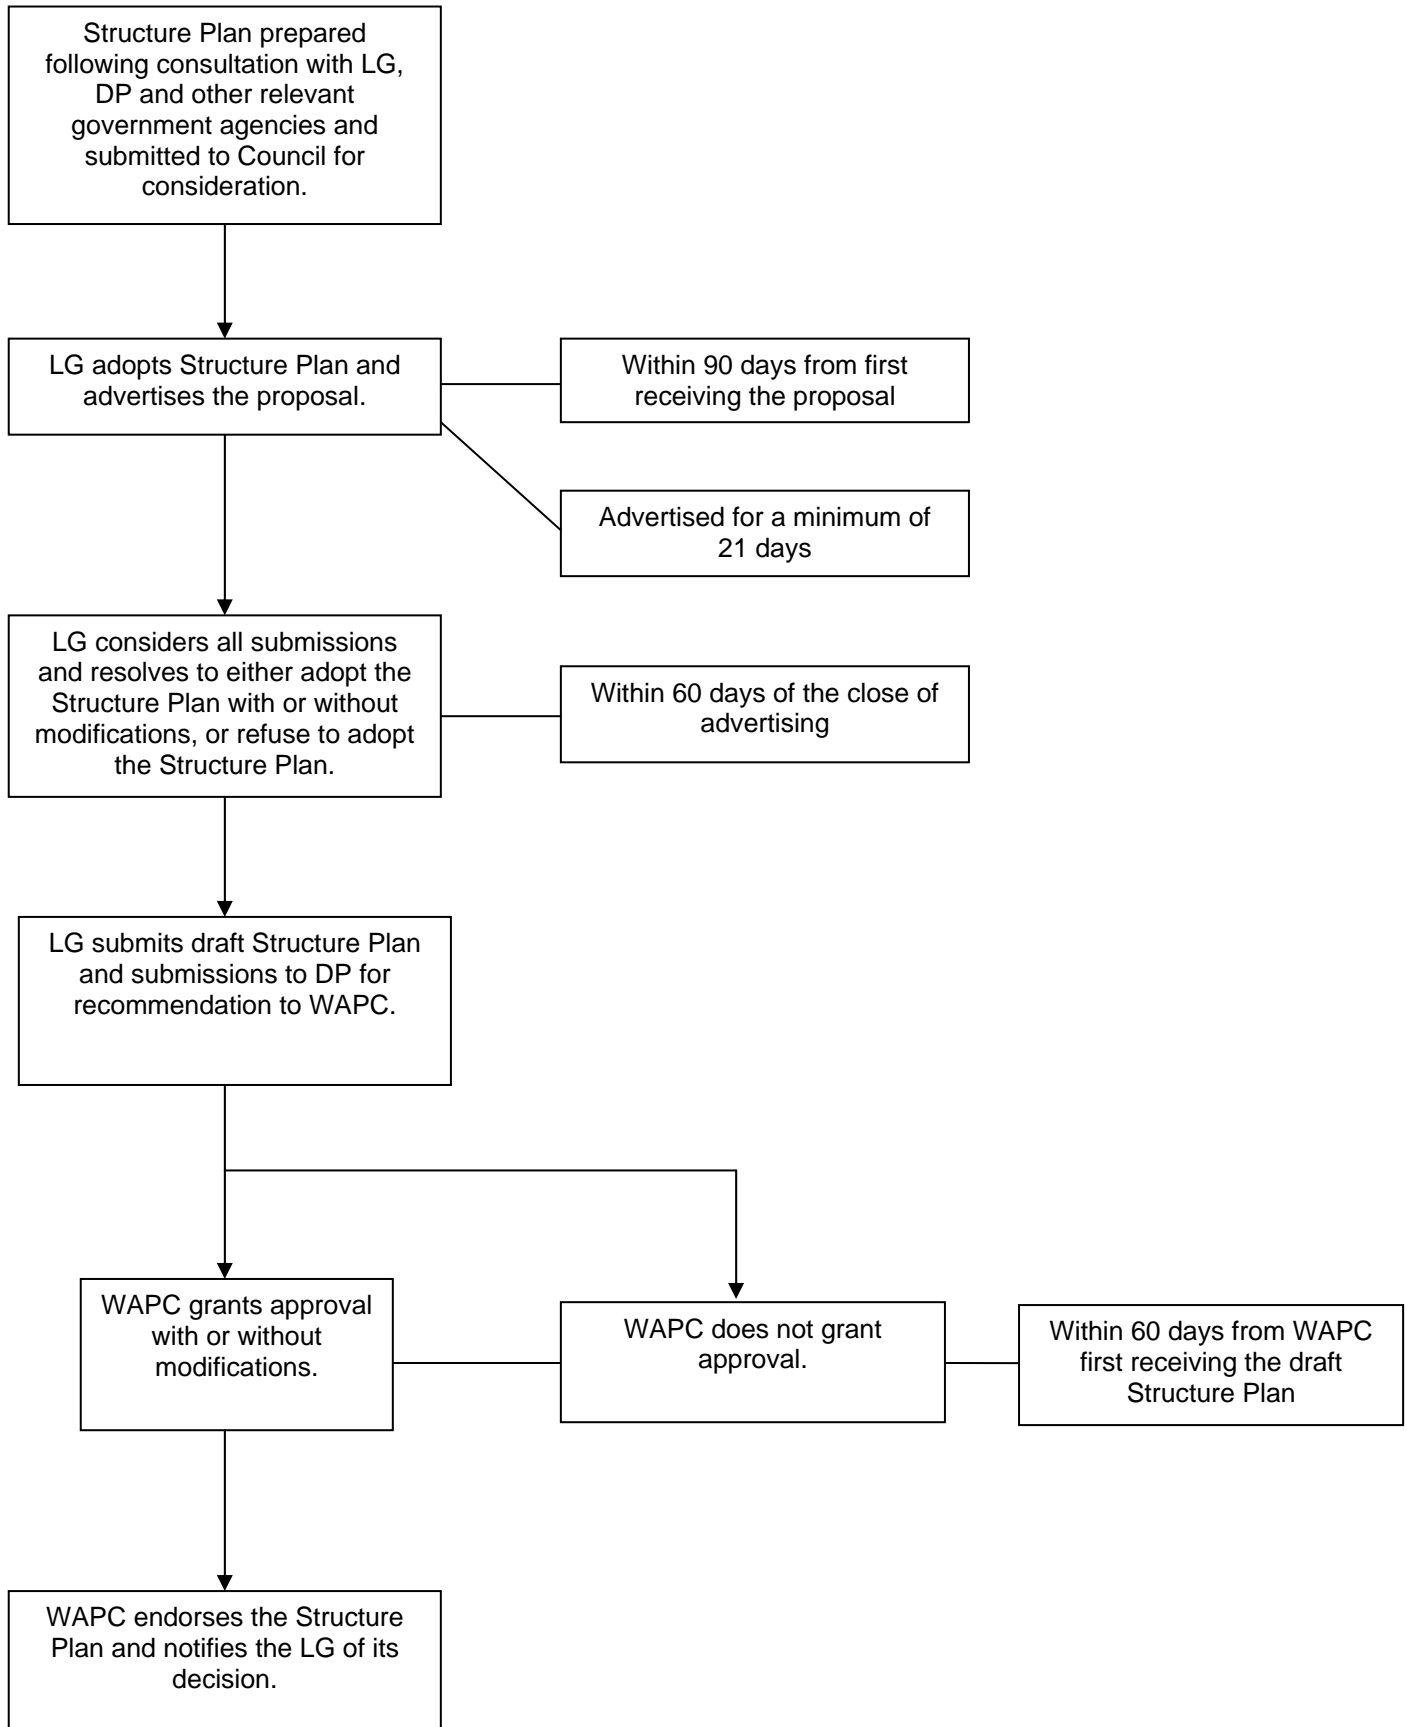 Structure Plan prepared
following consultation with LG,
DP and other relevant
government agencies and
submitted to Council for
consideration.
LG adopts Structure Plan and
advertises the proposal.
Within 90 days from first
receiving the proposal
Advertised for a minimum of
21 days
LG considers all submissions
and resolves to either adopt the
Structure Plan with or without
modifications, or refuse to adopt
the Structure Plan.
Within 60 days of the close of
advertising
LG submits draft Structure Plan
and submissions to DP for
recommendation to WAPC.
WAPC grants approval
with or without
modifications.
WAPC does not grant
approval.
Within 60 days from WAPC
first receiving the draft
Structure Plan
WAPC endorses the Structure
Plan and notifies the LG of its
decision.